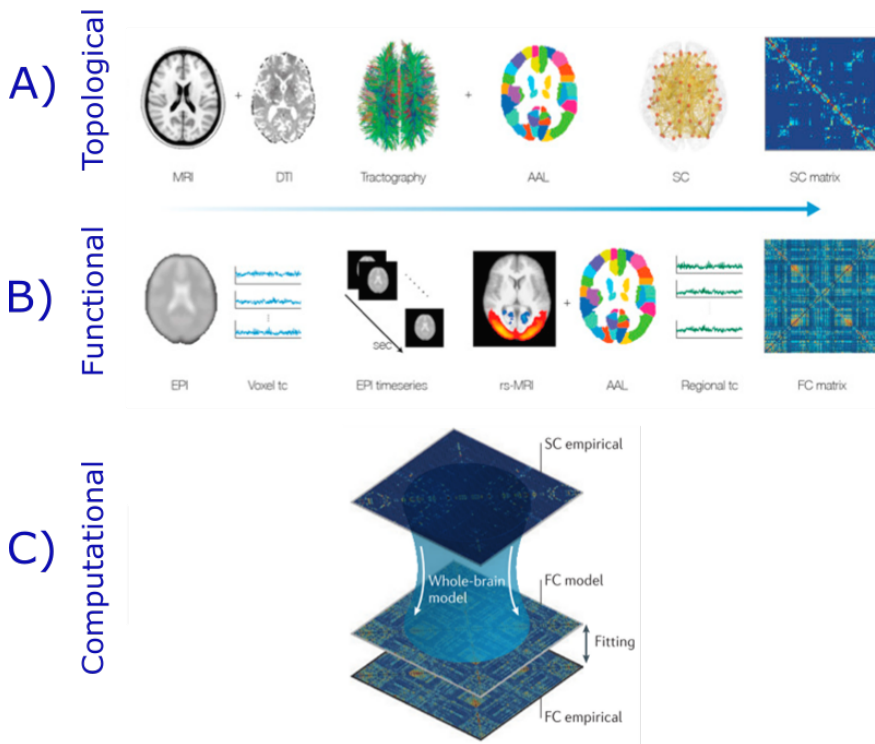 A)
Topological
+
+
MRI
DTI
Tractography
AAL
SC
SC matrix
B)
Functional
sec
+
EPI
Voxel tc
EPI timeseries
rs-MRI
AAL
Regional tc
FC matrix
C)
Computational
SC empirical
Whole-brain
model
FC model
Fitting
FC empirical